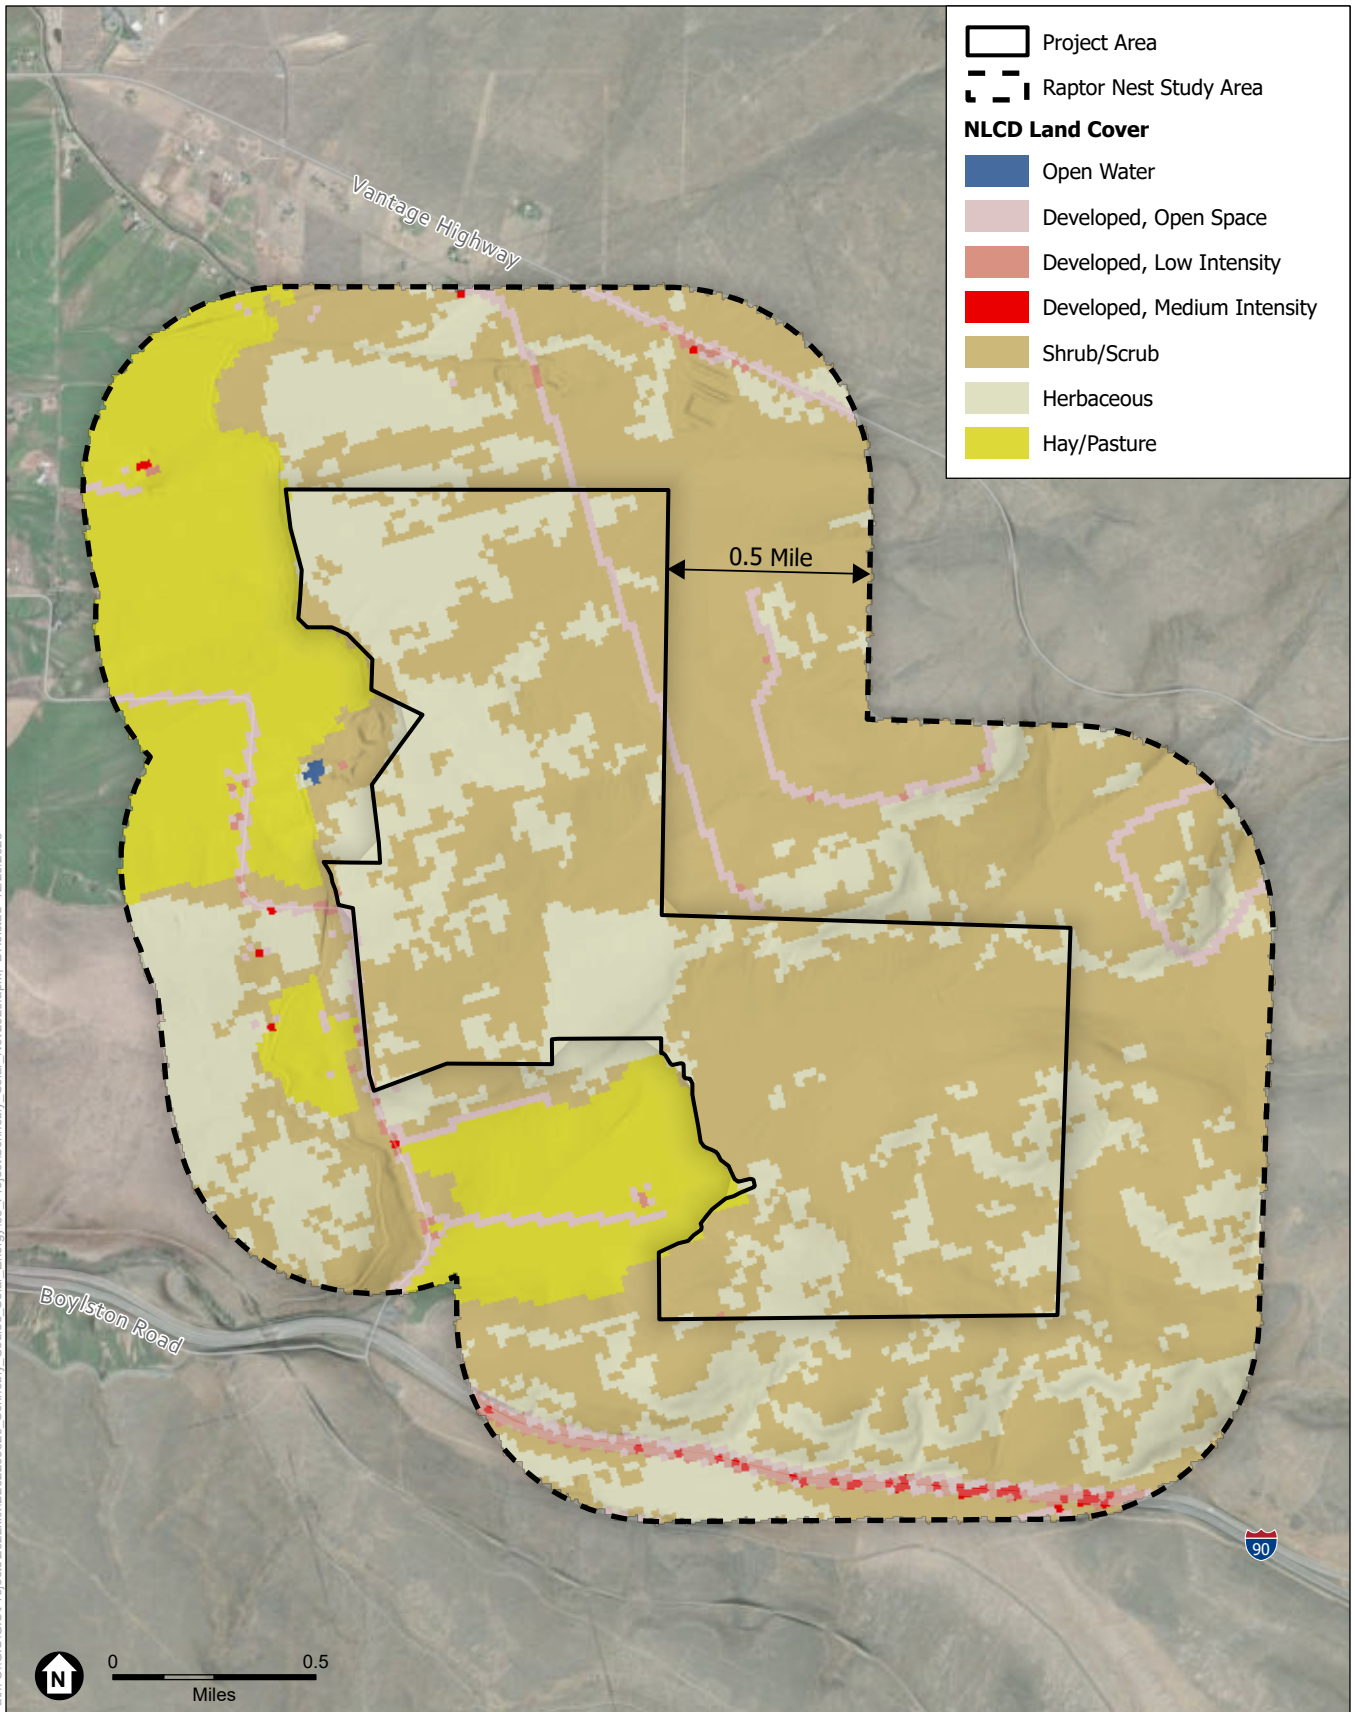 Project Area
Raptor Nest Study Area
NLCD Land Cover
Open Water
Developed, Open Space
Developed, Low Intensity
Developed, Medium Intensity
Shrub/Scrub
Herbaceous
Hay/Pasture
Vantage Highway
0.5 Mile
Boylston Road
90
N
0 0.5
Miles